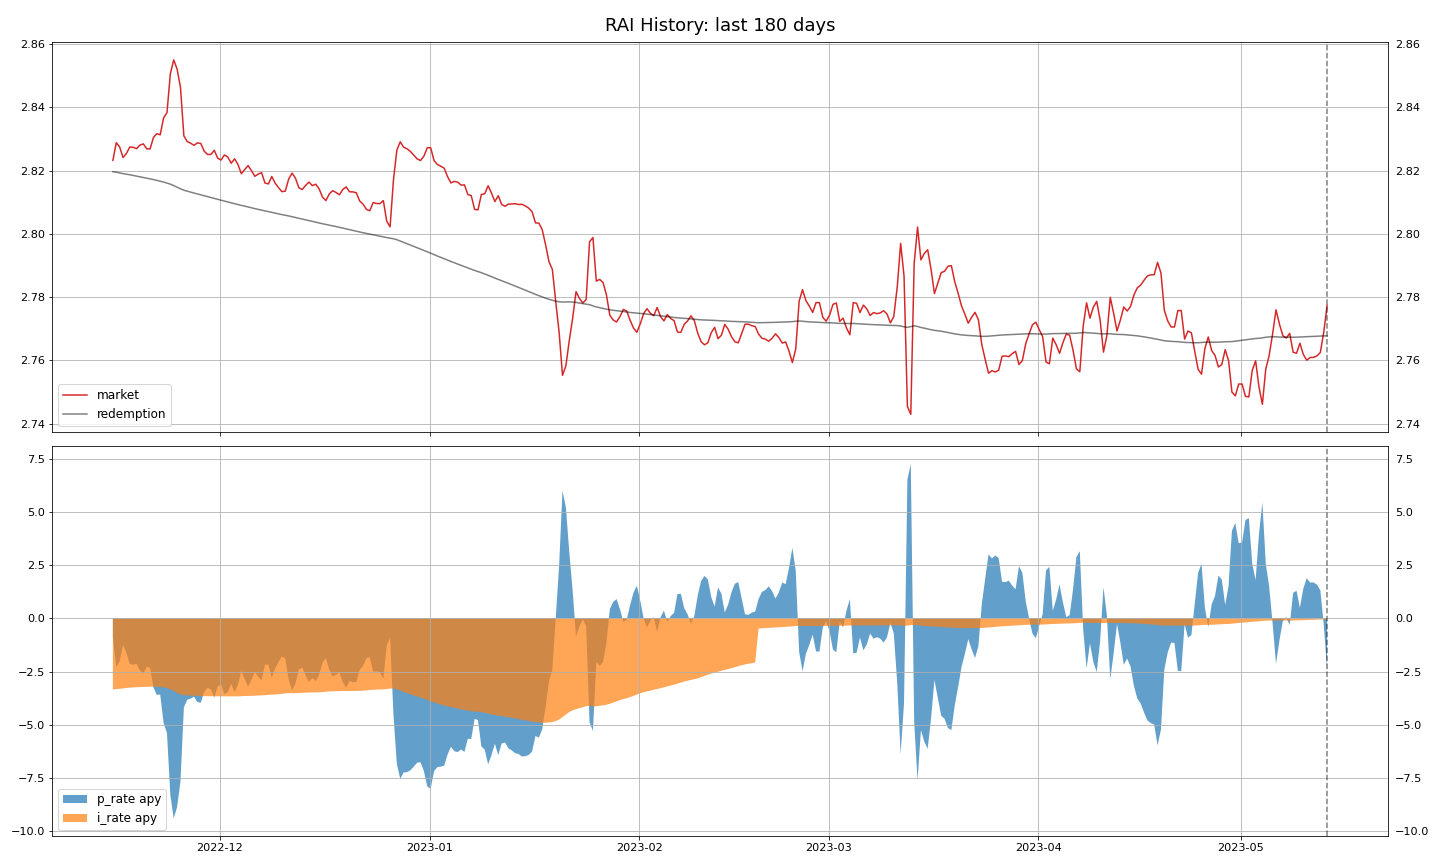 RAI History: last 180 days
2.86 2.86
2.84 2.84
2.82 2.82
2.80 2.80
2.78 2.78
2.76 2.76
2.74 2.74
market
redemption
7.5 7.5
5.0 5.0
2.5 2.5
0.0 0.0
−2.5 −2.5
−5.0 −5.0
−7.5 −7.5
−10.0 −10.0
p_rate apy
i_rate apy
2022-12 2023-01 2023-02 2023-03 2023-04 2023-05